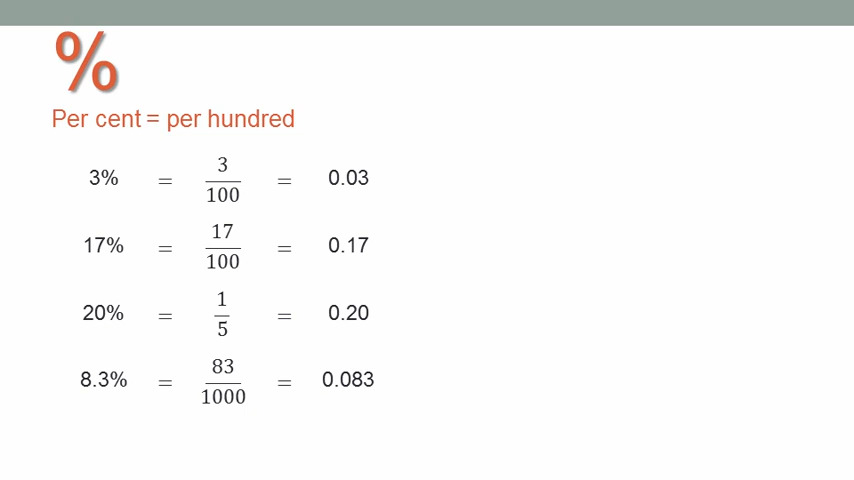 %
Per cent = per hundred
3% = 3/100 = 0.03
17% = 17/100 = 0.17
20% = 1/5 = 0.20
8.3% = 83/1000 = 0.083